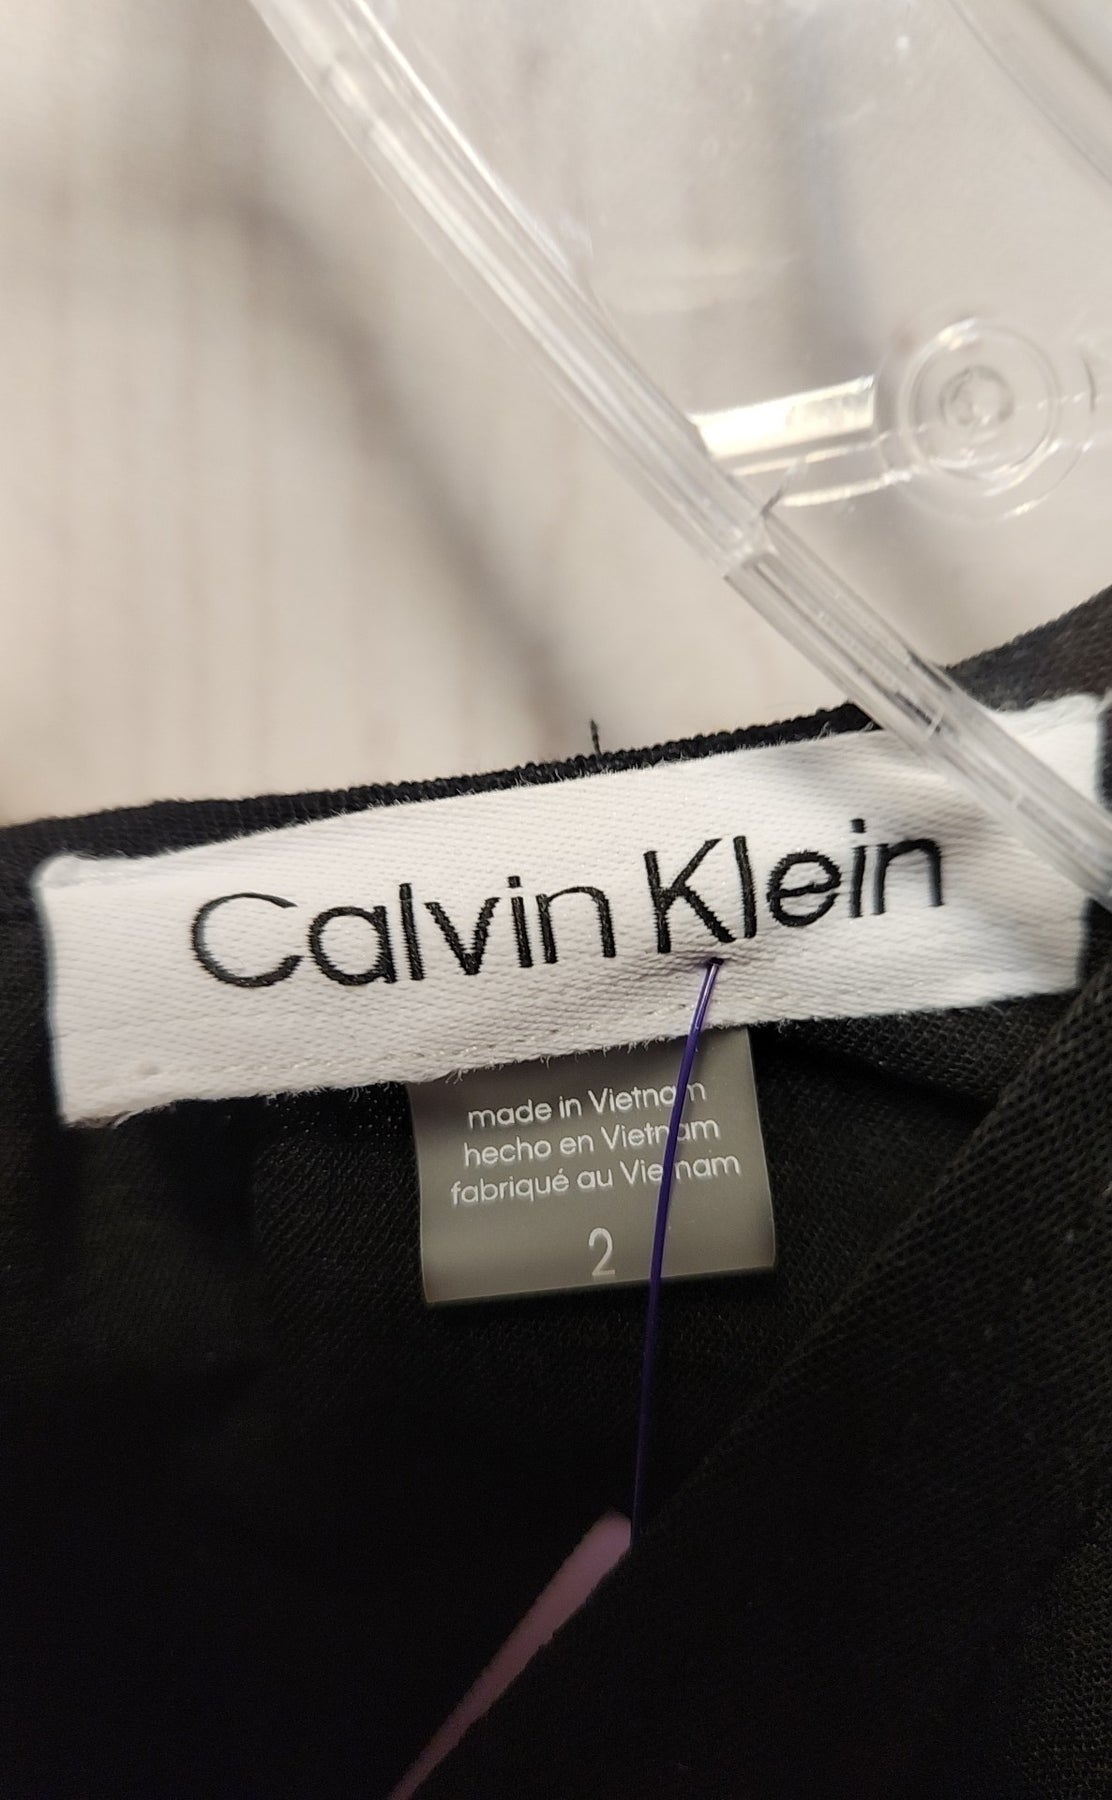 Calvin Klein
made in Vietnam
hecho en Vietnam
fabriqué au Vietnam
2